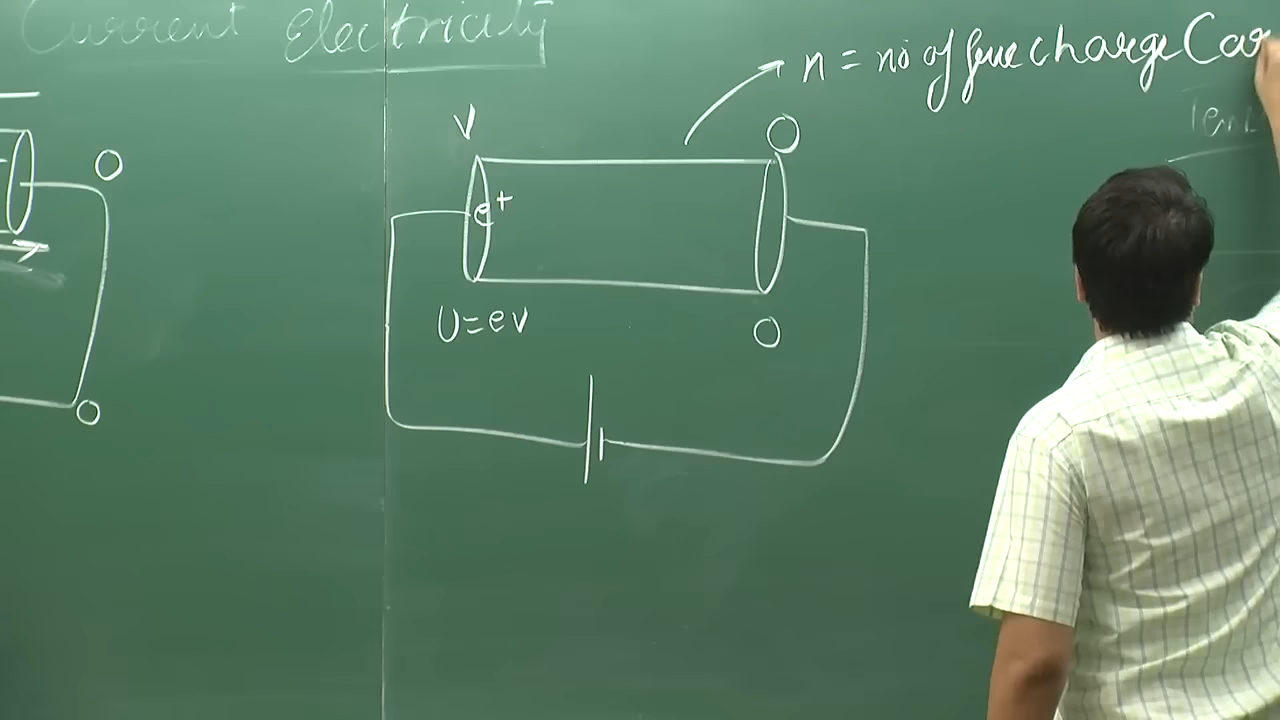 Current Electricity
n = no of free charge Car
V
O
O
e+
U=eV
O
O